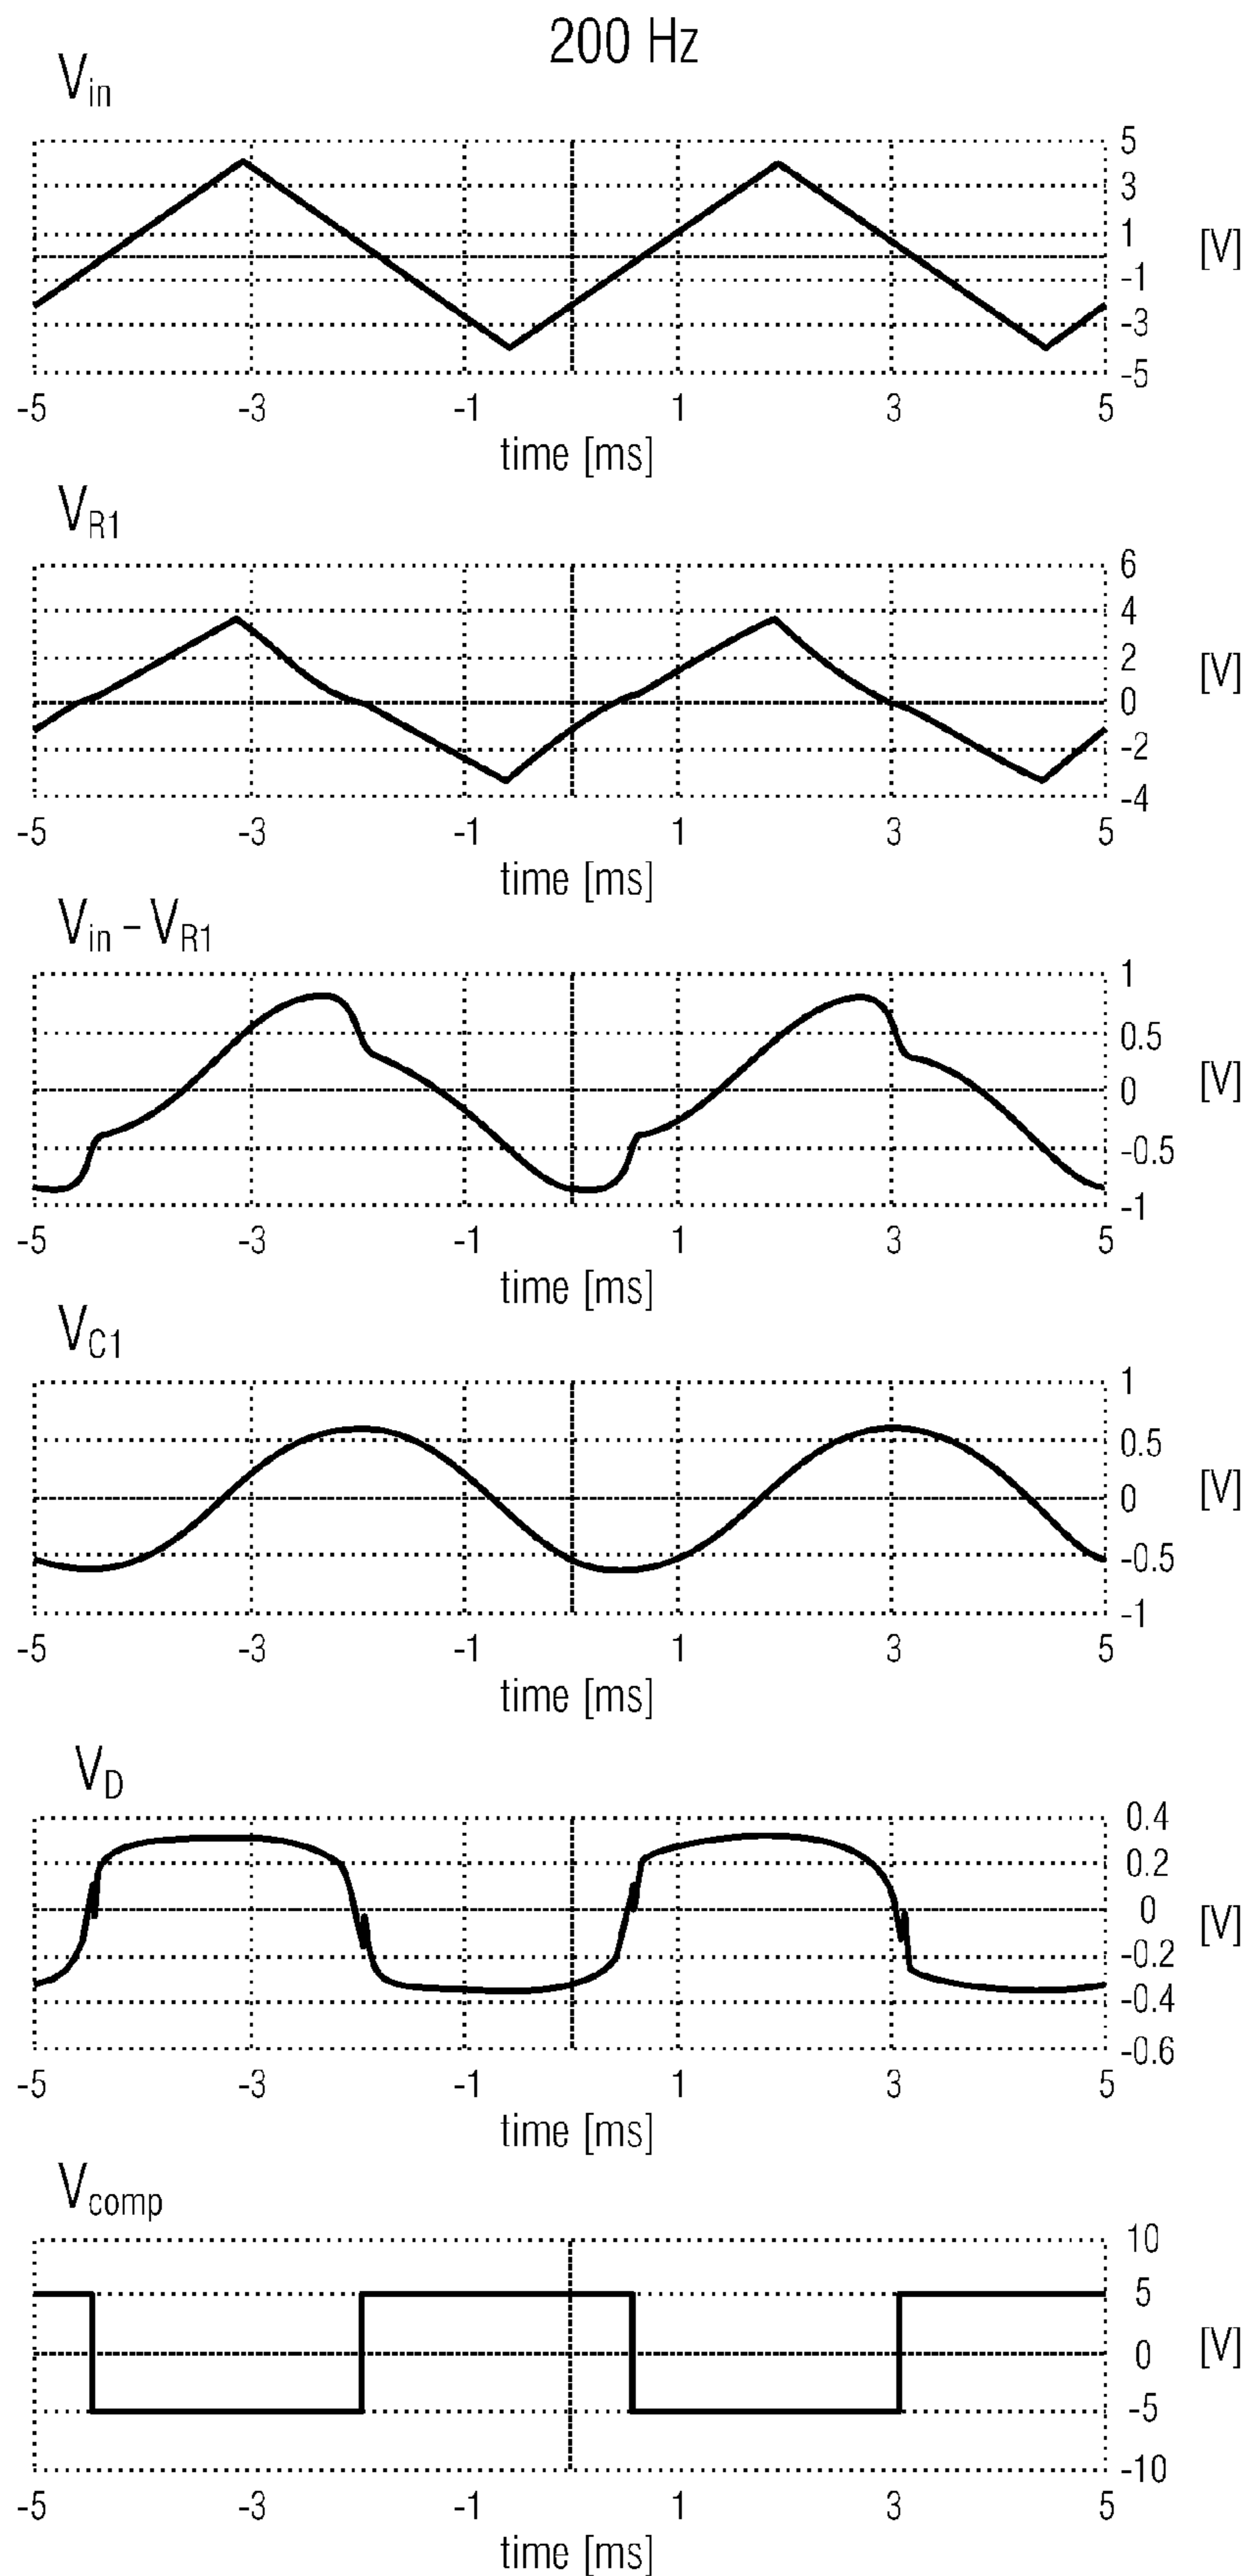 200 Hz
V_in
5
3
1
-1
-3
-5
[V]
-5 -3 -1 1 3 5
time [ms]
V_R1
6
4
2
0
-2
-4
[V]
-5 -3 -1 1 3 5
time [ms]
V_in – V_R1
1
0.5
0
-0.5
-1
[V]
-5 -3 -1 1 3 5
time [ms]
V_C1
1
0.5
0
-0.5
-1
[V]
-5 -3 -1 1 3 5
time [ms]
V_D
0.4
0.2
0
-0.2
-0.4
-0.6
[V]
-5 -3 -1 1 3 5
time [ms]
V_comp
10
5
0
-5
-10
[V]
-5 -3 -1 1 3 5
time [ms]